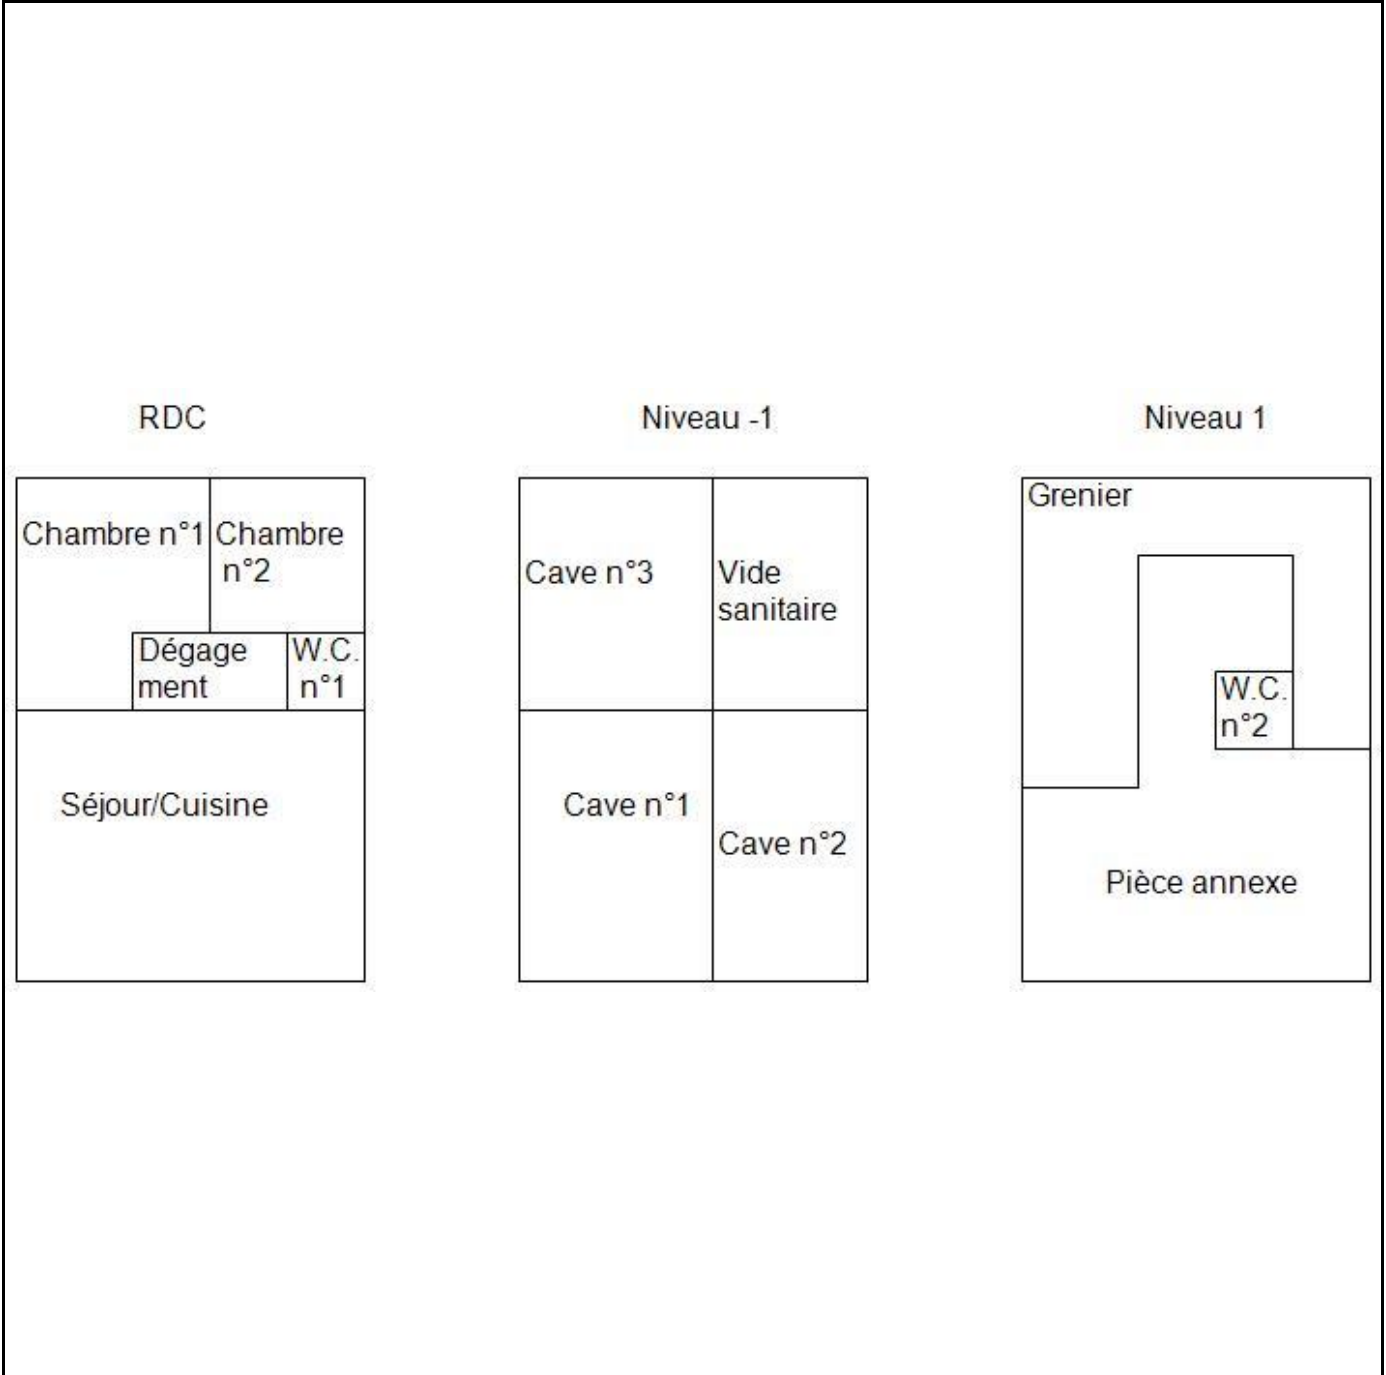 RDC
Niveau -1
Niveau 1
Chambre n°1
Chambre
n°2
Dégage
ment
W.C.
n°1
Séjour/Cuisine
Cave n°3
Vide
sanitaire
Cave n°1
Cave n°2
Grenier
W.C.
n°2
Pièce annexe